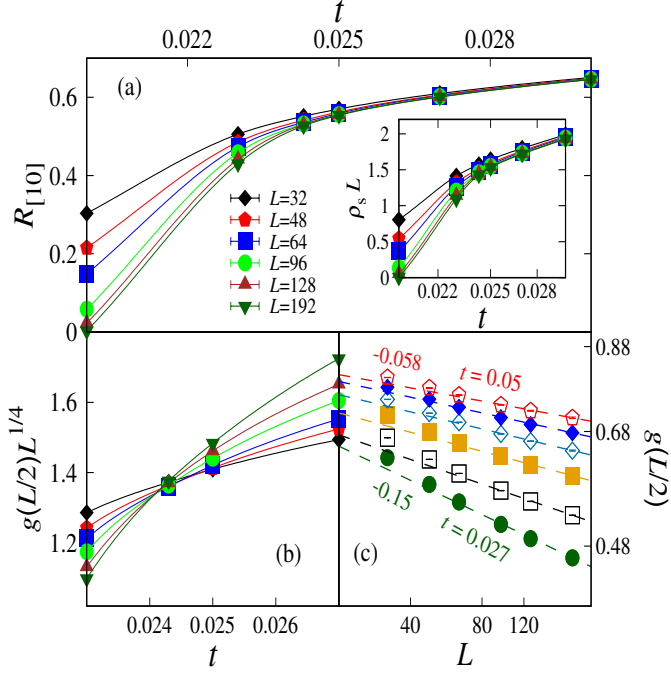 t
0.022 0.025 0.028
(a)
R[10]
0.6
0.4
0.2
0
L=32
L=48
L=64
L=96
L=128
L=192
ρs L
2
1.5
1
0.5
0
0.022 0.025 0.028
t
g(L/2)L^1/4
1.6
1.4
1.2
(b)
0.024 0.025 0.026
t
-0.058
t = 0.05
-0.15
t = 0.027
(c)
40 80 120
L
0.88
0.68
0.48
g(L/2)